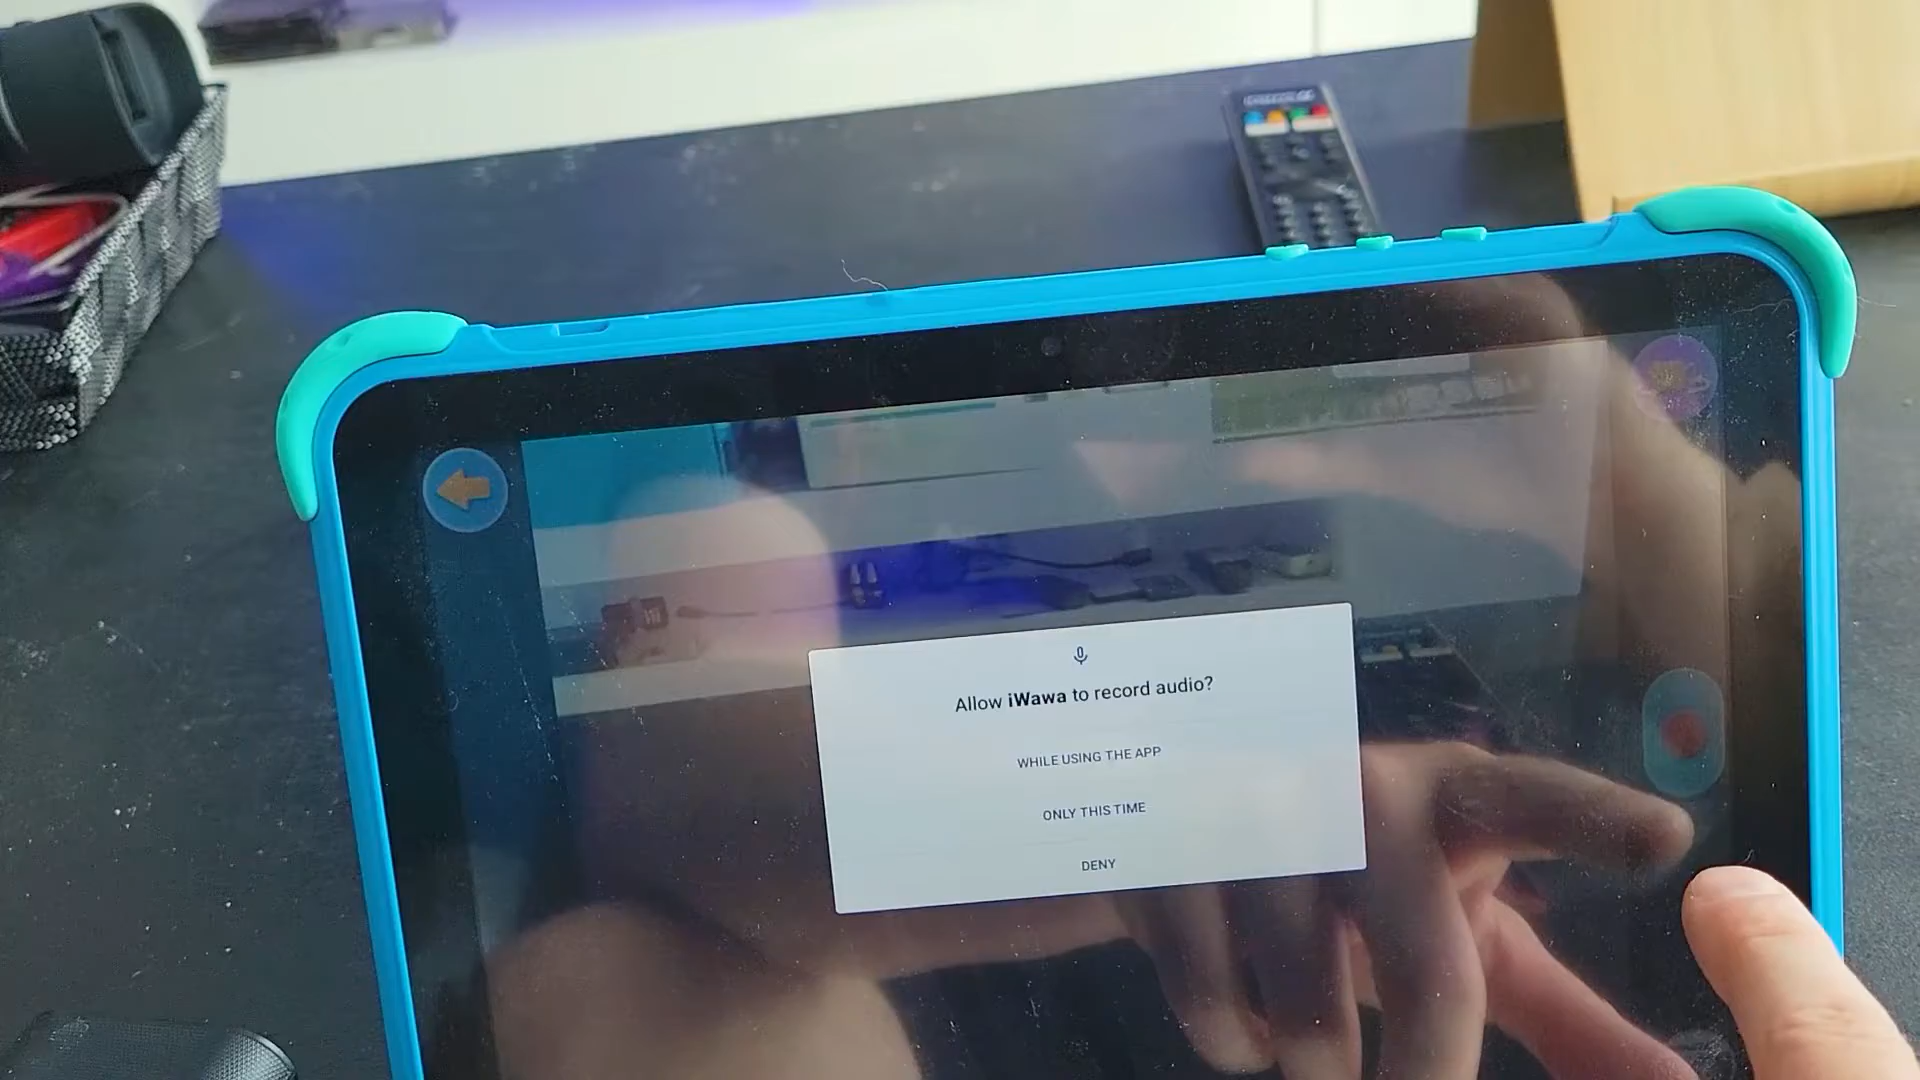 Allow iWawa to record audio?
WHILE USING THE APP
ONLY THIS TIME
DENY